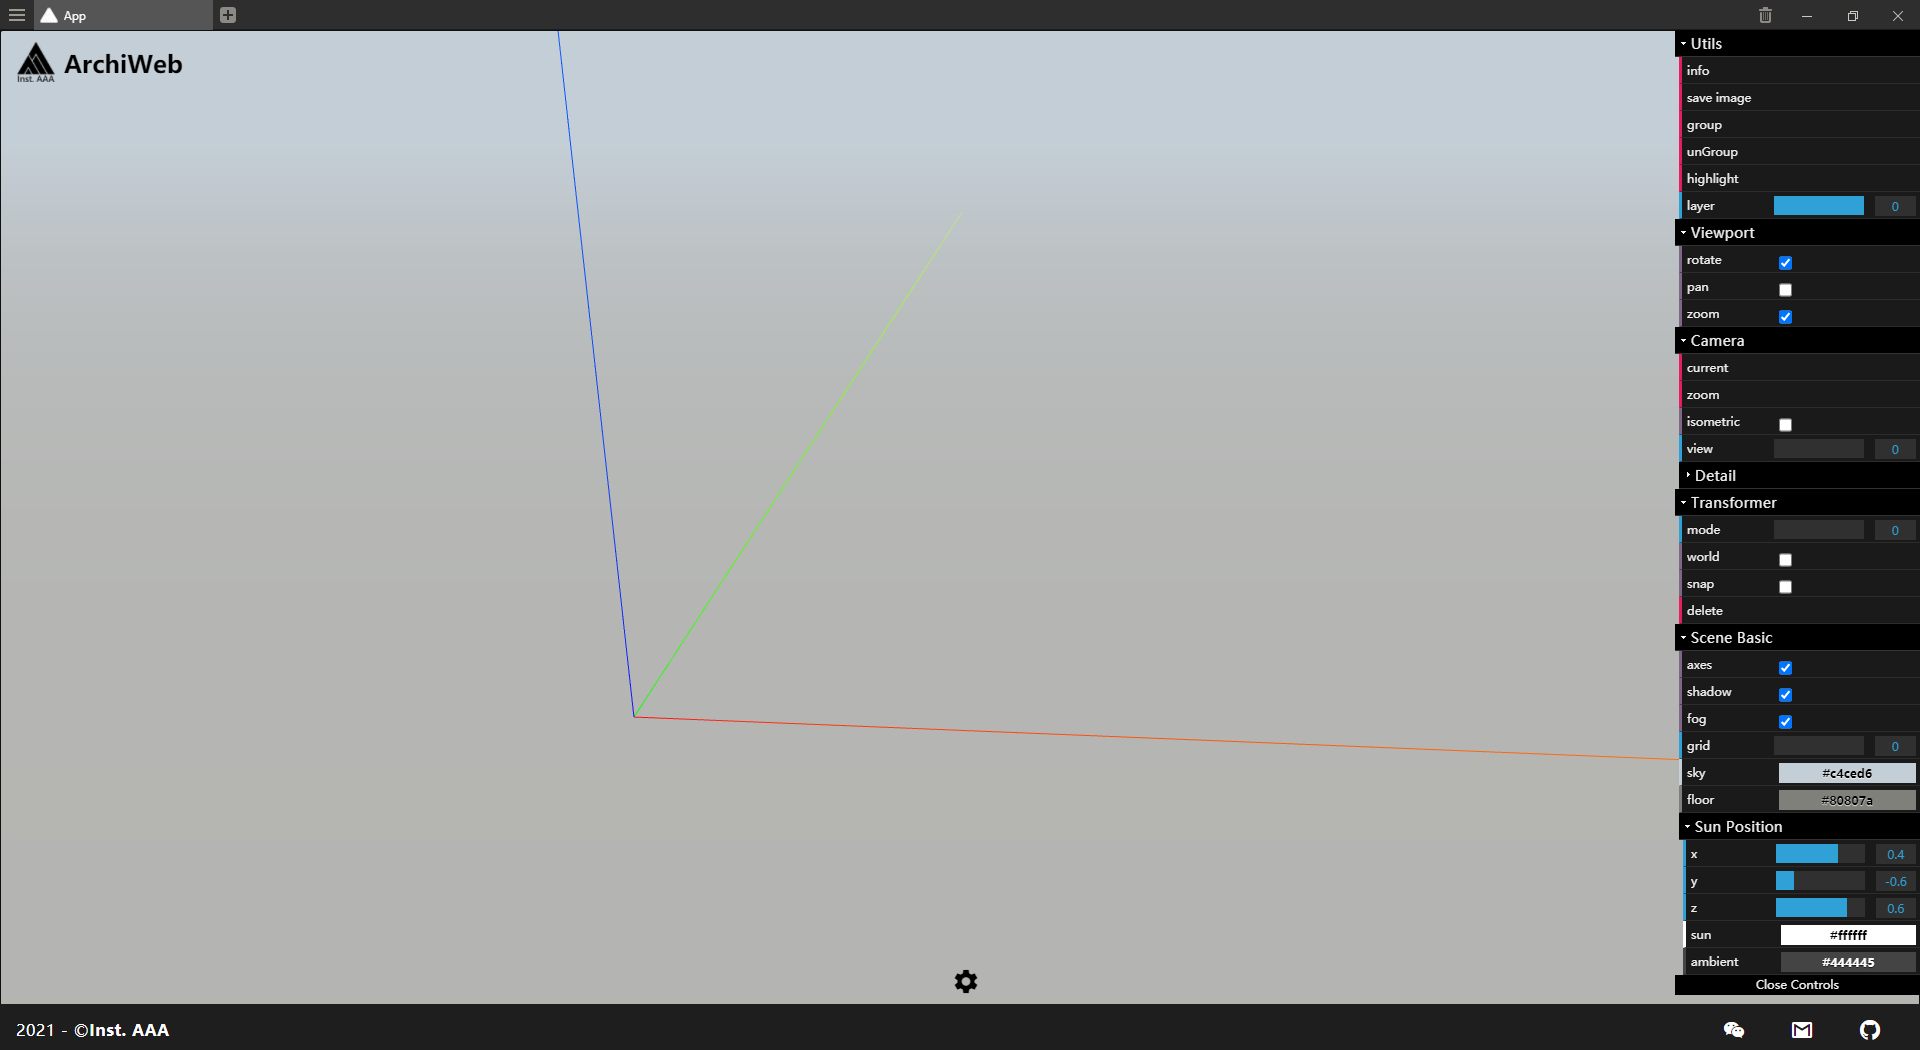 App
Inst. AAA
ArchiWeb
Utils
info
save image
group
unGroup
highlight
layer 0
Viewport
rotate
pan
zoom
Camera
current
zoom
isometric
view 0
Detail
Transformer
mode 0
world
snap
delete
Scene Basic
axes
shadow
fog
grid 0
sky #c4ced6
floor #80807a
Sun Position
x 0.4
y -0.6
z 0.6
sun #ffffff
ambient #444445
Close Controls
2021 - ©Inst. AAA